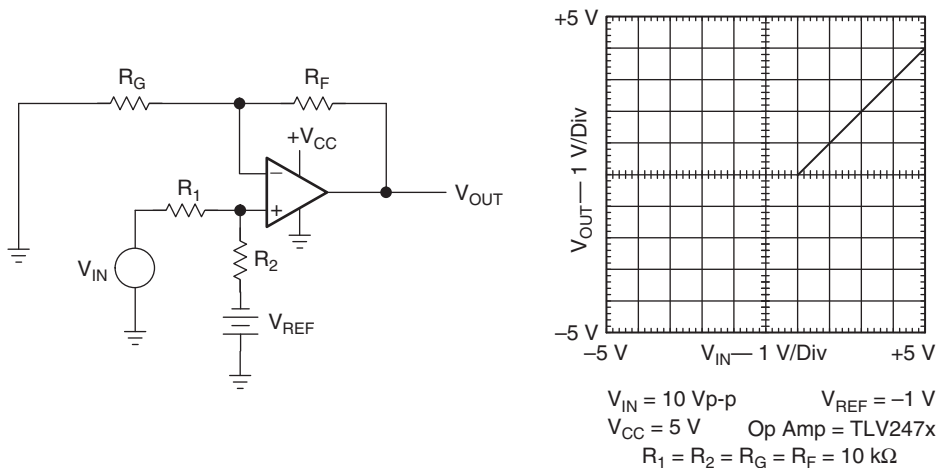 R_G
R_F
+V_CC
−
+
R_1
R_2
V_IN
V_REF
V_OUT
+5 V
V_OUT— 1 V/Div
−5 V
−5 V
V_IN— 1 V/Div
+5 V
V_IN = 10 Vp-p V_REF = −1 V
V_CC = 5 V Op Amp = TLV247x
R_1 = R_2 = R_G = R_F = 10 kΩ